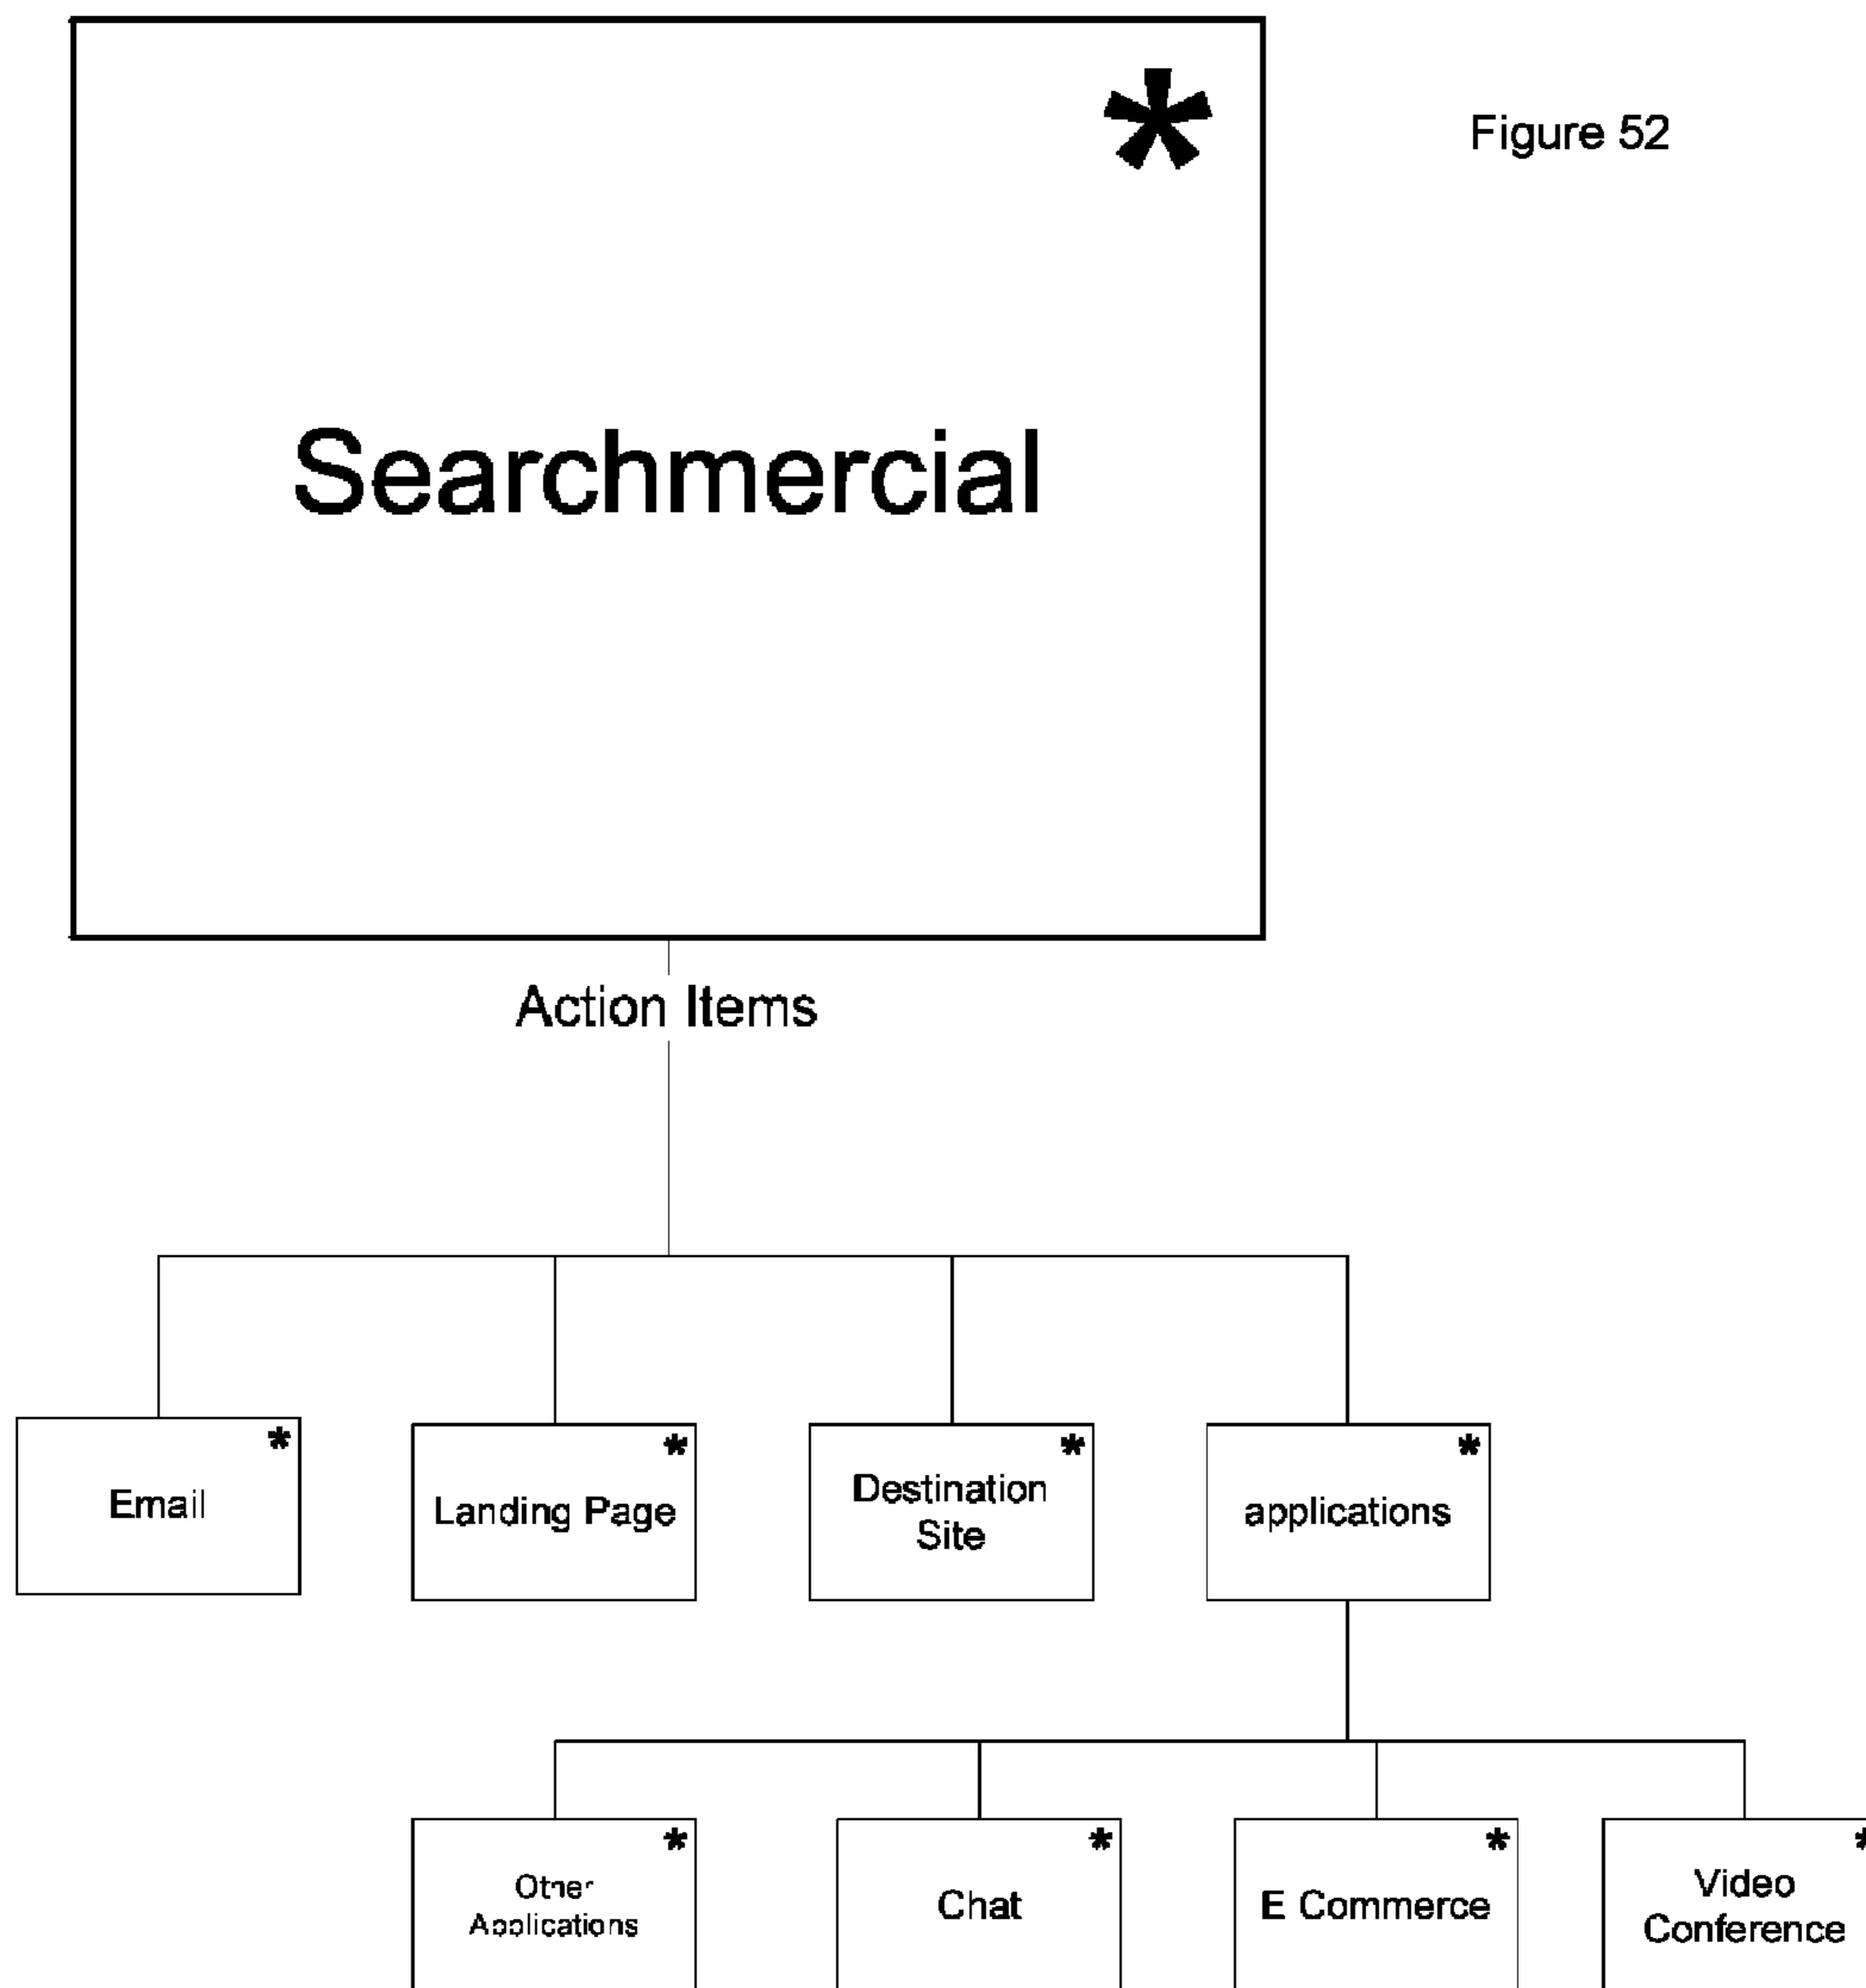 *
Figure 52
Searchmercial
Action Items
*
*
*
*
Email
Landing Page
Destination
Site
applications
*
*
*
*
Other
Applications
Chat
E Commerce
Video
Conference